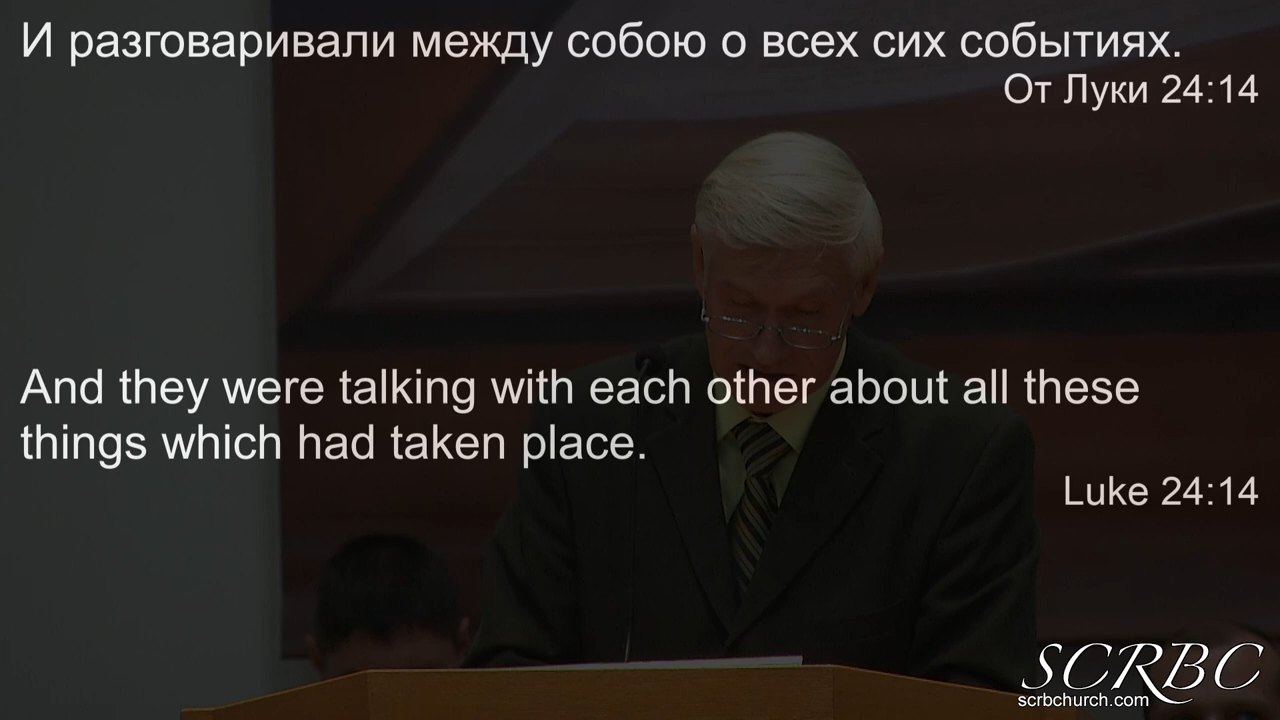 И разговаривали между собою о всех сих событиях.
От Луки 24:14
And they were talking with each other about all these
things which had taken place.
Luke 24:14
SCRBC
scrbchurch.com